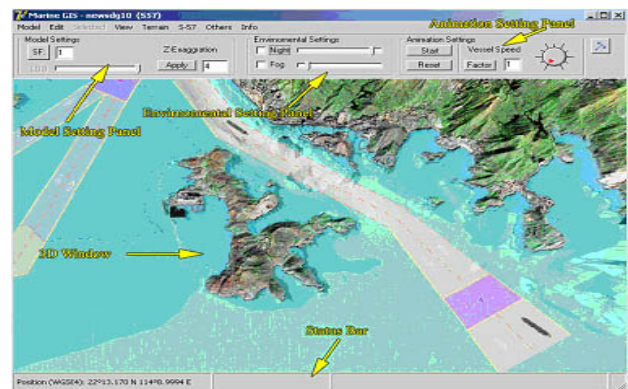 Marine GIS - newsdg10 (S57)
Animation Setting Panel
Model Edit Selected View Terrain S-57 Others Info
Model Settings
Environmental Settings
Animation Settings
SF: 1
Z-Exaggration
Night
Start
Vessel Speed
LOD
Apply 4
Fog
Reset
Factor 1
Model Setting Panel
Environmental Setting Panel
3D Window
Status Bar
Position (WGS84): 22°13.170 N 114°8.9994 E